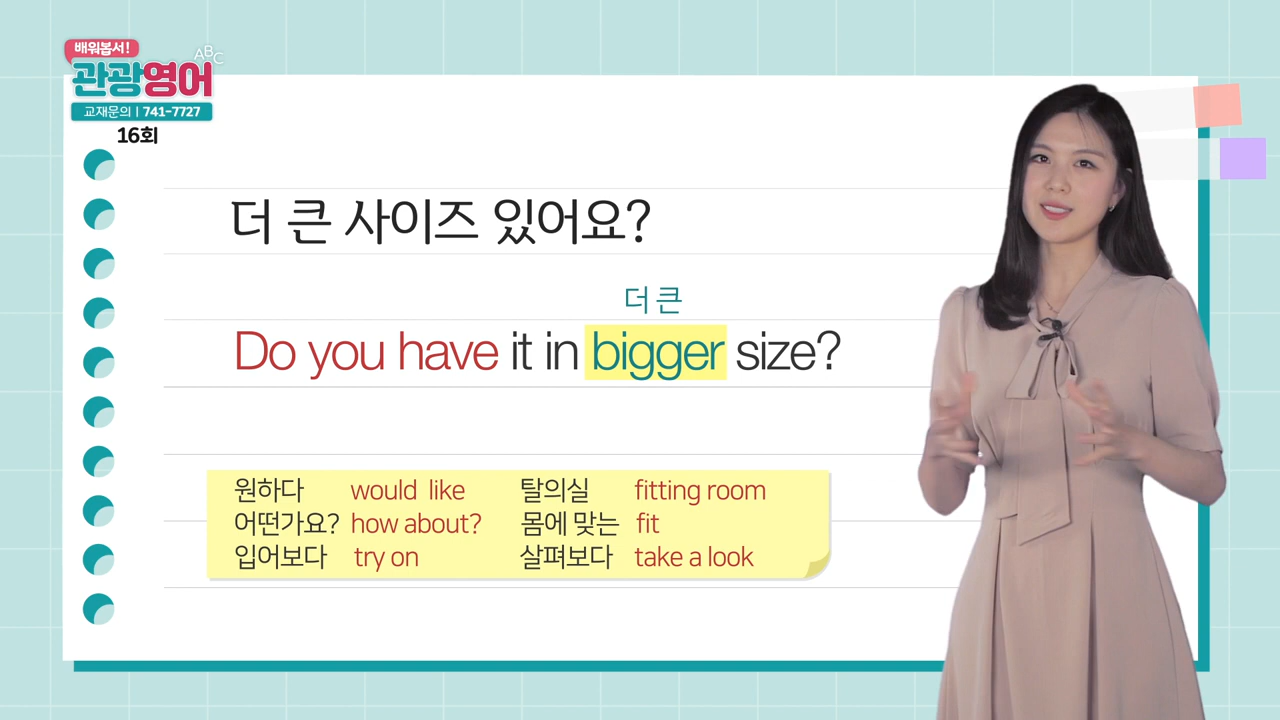 배워봅서!
ABC
관광영어
교재문의 | 741-7727
16회
더 큰 사이즈 있어요?
더 큰
Do you have it in bigger size?
원하다 would like 탈의실 fitting room
어떤가요? how about? 몸에 맞는 fit
입어보다 try on 살펴보다 take a look